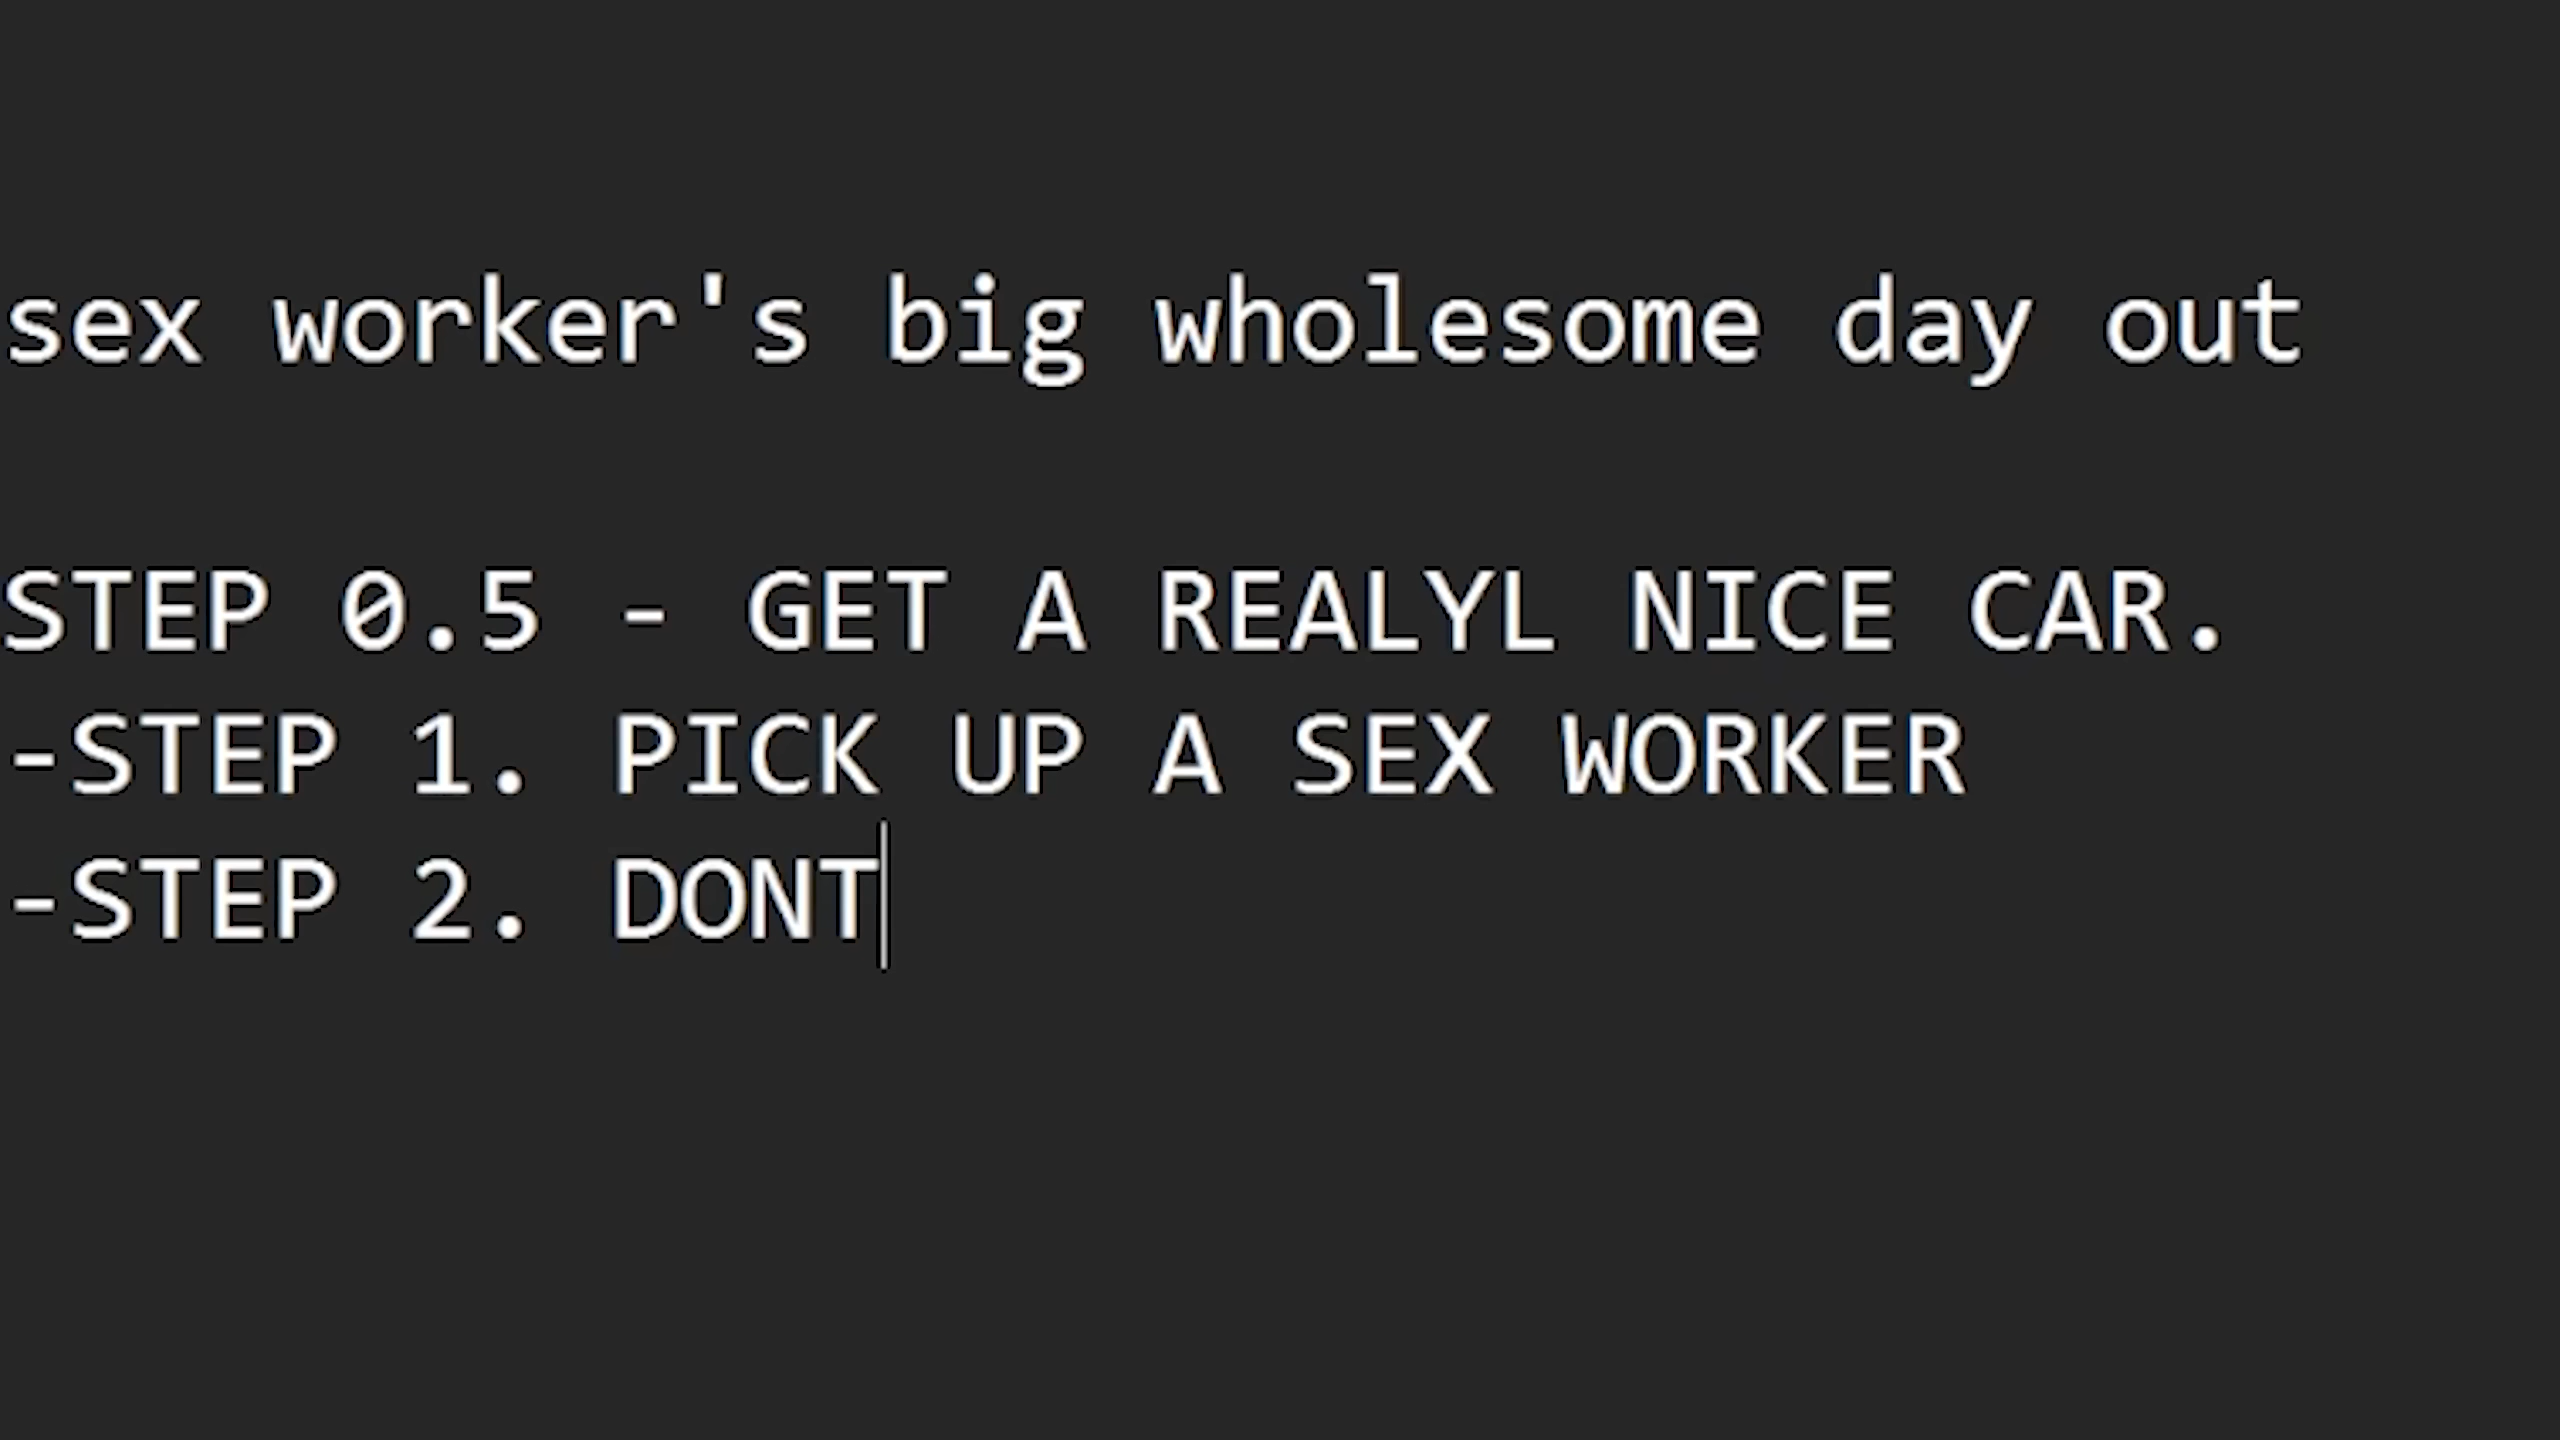 sex worker's big wholesome day out
STEP 0.5 - GET A REALYL NICE CAR.
-STEP 1. PICK UP A SEX WORKER
-STEP 2. DONT